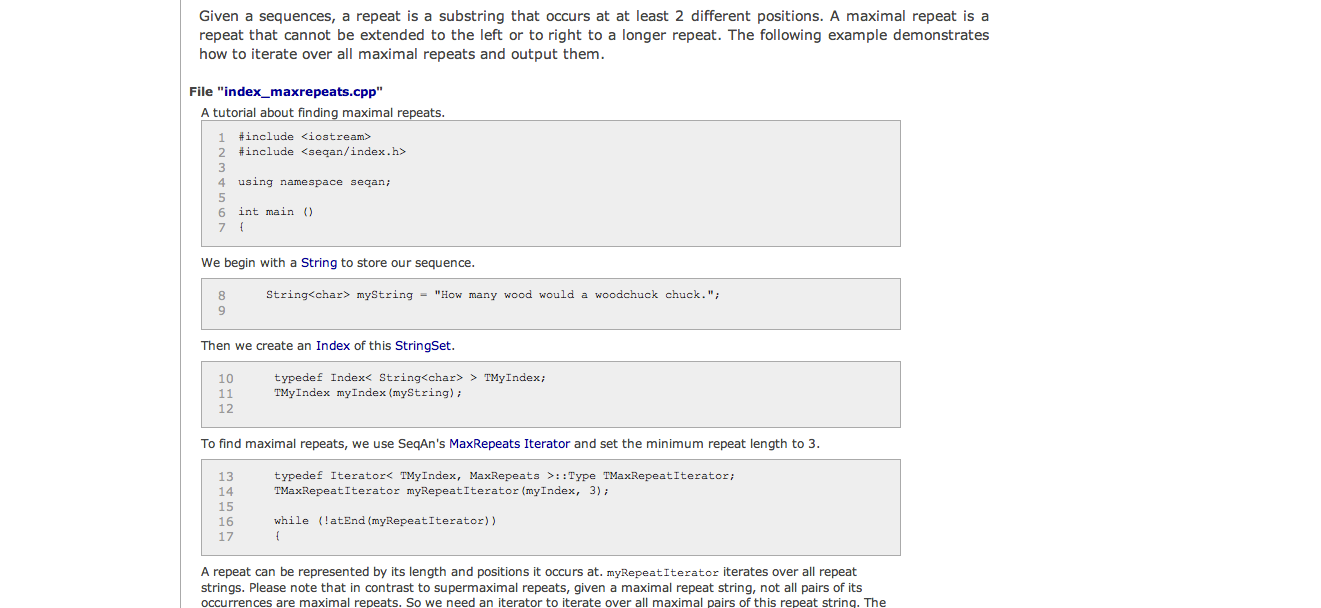 Given a sequences, a repeat is a substring that occurs at at least 2 different positions. A maximal repeat is a
repeat that cannot be extended to the left or to right to a longer repeat. The following example demonstrates
how to iterate over all maximal repeats and output them.
File "index_maxrepeats.cpp"
A tutorial about finding maximal repeats.
1 #include <iostream>
2 #include <seqan/index.h>
3
4 using namespace seqan;
5
6 int main ()
7 {
We begin with a String to store our sequence.
8 String<char> myString = "How many wood would a woodchuck chuck.";
9
Then we create an Index of this StringSet.
10 typedef Index< String<char> > TMyIndex;
11 TMyIndex myIndex(myString);
12
To find maximal repeats, we use SeqAn's MaxRepeats Iterator and set the minimum repeat length to 3.
13 typedef Iterator< TMyIndex, MaxRepeats >::Type TMaxRepeatIterator;
14 TMaxRepeatIterator myRepeatIterator(myIndex, 3);
15
16 while (!atEnd(myRepeatIterator))
17 {
A repeat can be represented by its length and positions it occurs at. myRepeatIterator iterates over all repeat
strings. Please note that in contrast to supermaximal repeats, given a maximal repeat string, not all pairs of its
occurrences are maximal repeats. So we need an iterator to iterate over all maximal pairs of this repeat string. The